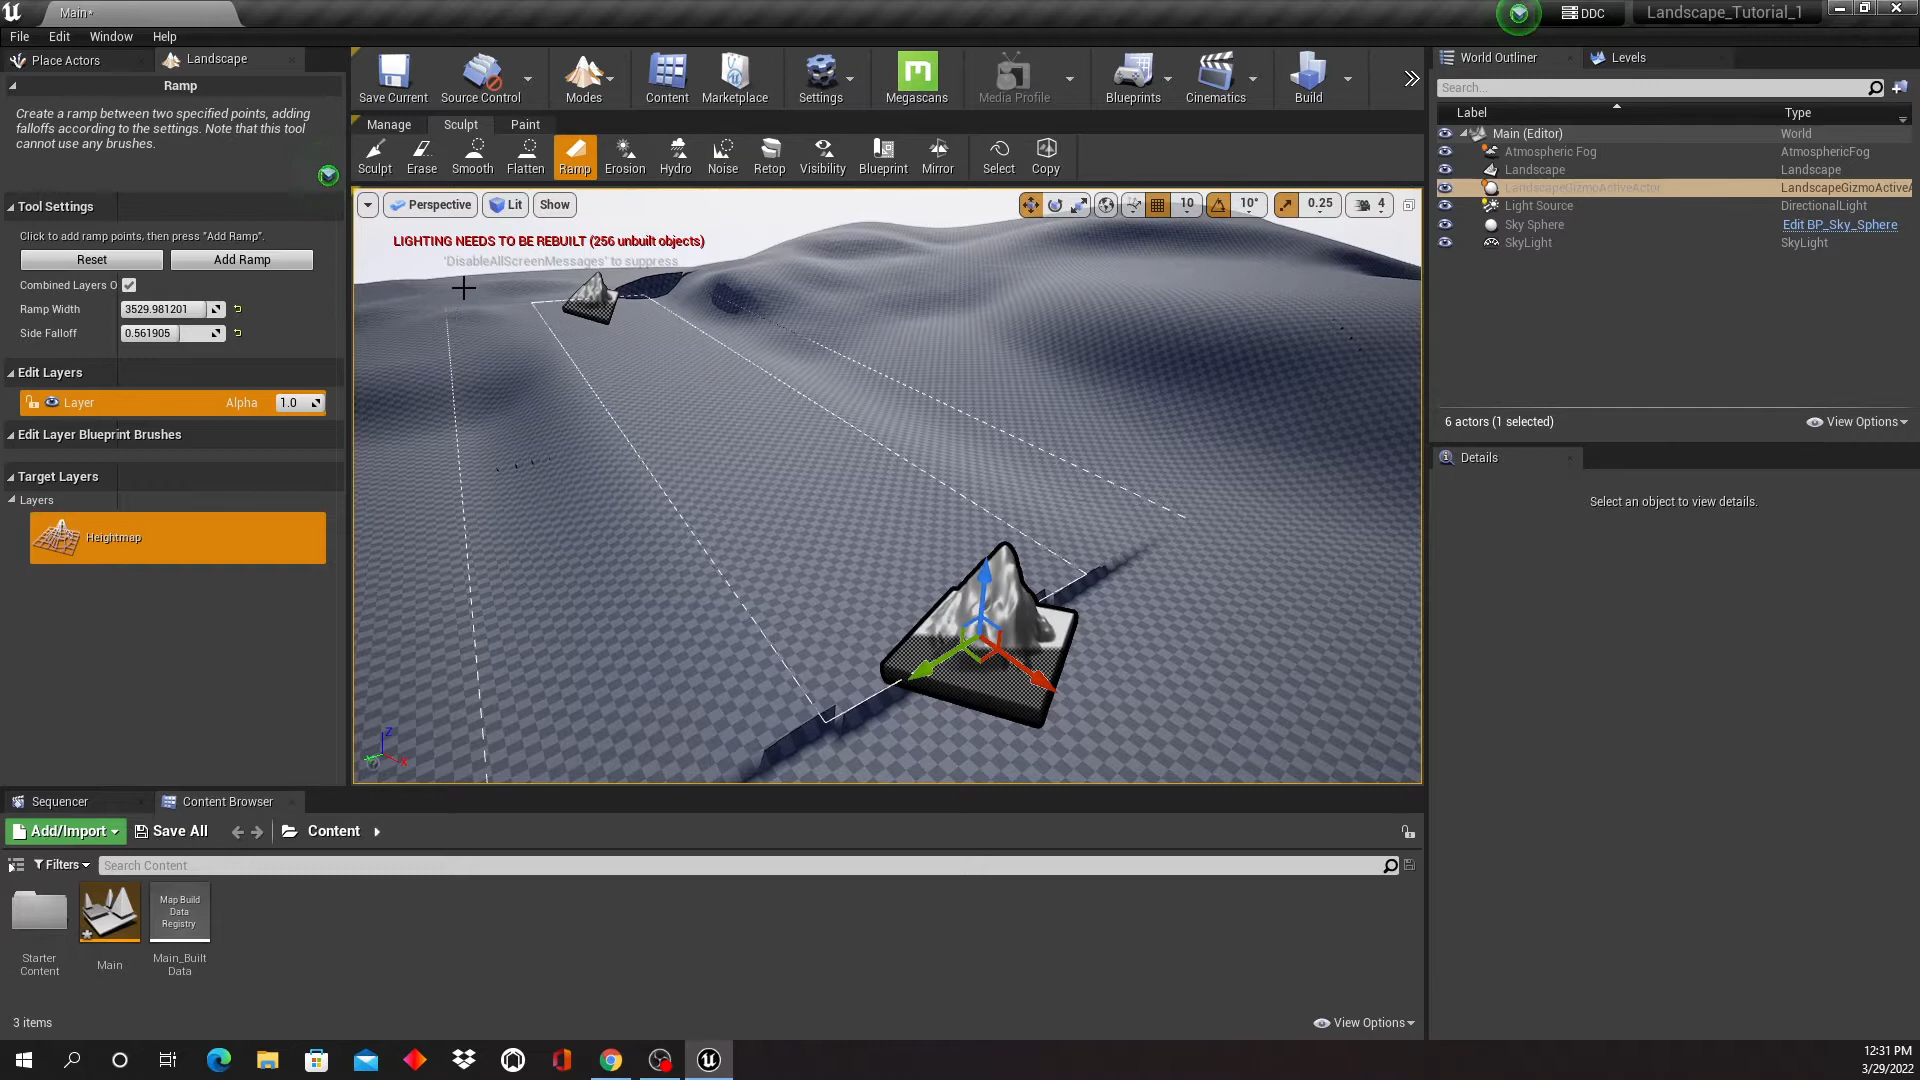 Main*
DDC
Landscape_Tutorial_1
File Edit Window Help
Place Actors
Landscape
Ramp
Create a ramp between two specified points, adding
falloffs according to the settings. Note that this tool
cannot use any brushes.
Tool Settings
Click to add ramp points, then press "Add Ramp".
Reset
Add Ramp
Combined Layers O
Ramp Width 3529.981201
Side Falloff 0.561905
Edit Layers
Layer Alpha 1.0
Edit Layer Blueprint Brushes
Target Layers
Layers
Heightmap
Save Current
Source Control
Modes
Content
Marketplace
Settings
Megascans
Media Profile
Blueprints
Cinematics
Build
Manage
Sculpt
Paint
Sculpt
Erase
Smooth
Flatten
Ramp
Erosion
Hydro
Noise
Retop
Visibility
Blueprint
Mirror
Select
Copy
Perspective
Lit
Show
10
10°
0.25
4
LIGHTING NEEDS TO BE REBUILT (256 unbuilt objects)
'DisableAllScreenMessages' to suppress
Z
X
World Outliner
Levels
Search...
Label Type
Main (Editor) World
Atmospheric Fog AtmosphericFog
Landscape Landscape
LandscapeGizmoActiveActor LandscapeGizmoActiveA
Light Source DirectionalLight
Sky Sphere Edit BP_Sky_Sphere
SkyLight SkyLight
6 actors (1 selected)
View Options
Details
Select an object to view details.
Sequencer
Content Browser
Add/Import
Save All
Content
Filters
Search Content
Starter
Content
Main
Map Build
Data
Registry
Main_Built
Data
3 items
View Options
12:31 PM
3/29/2022